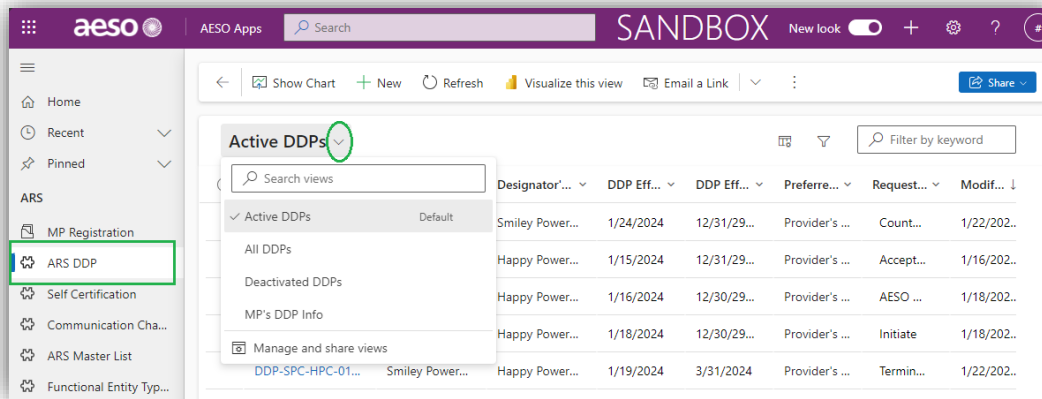 aeso AESO Apps Search SANDBOX New look #
Show Chart New Refresh Visualize this view Email a Link Share
Home
Recent
Pinned
ARS
MP Registration
ARS DDP
Self Certification
Communication Cha...
ARS Master List
Functional Entity Typ...
Active DDPs Filter by keyword
Search views
Active DDPs Default
All DDPs
Deactivated DDPs
MP's DDP Info
Manage and share views
Designator'... DDP Eff... DDP Eff... Preferre... Request... Modif...
Smiley Power... 1/24/2024 12/31/29... Provider's ... Count... 1/22/202...
Happy Power... 1/15/2024 12/31/29... Provider's ... Accept... 1/16/202...
Happy Power... 1/16/2024 12/30/29... Provider's ... AESO ... 1/18/202...
Happy Power... 1/18/2024 12/30/29... Provider's ... Initiate 1/18/202...
DDP-SPC-HPC-01... Smiley Power... Happy Power... 1/19/2024 3/31/2024 Provider's ... Termin... 1/22/202...